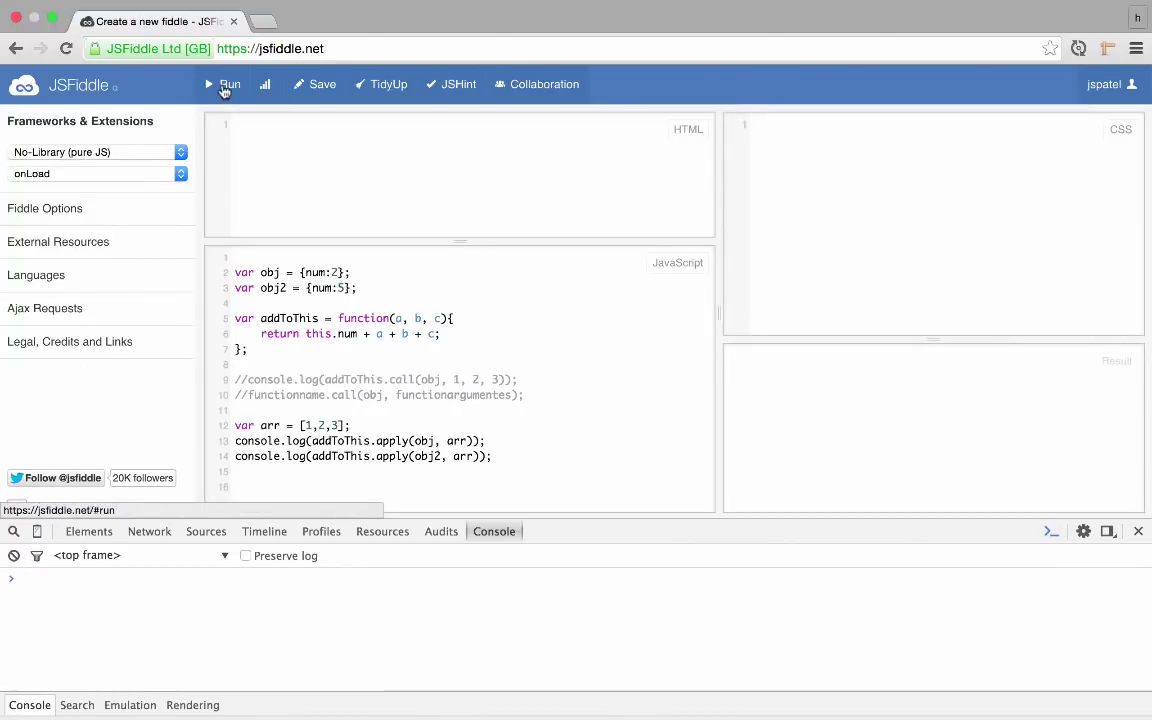 Create a new fiddle - JSFi
h
JSFiddle Ltd [GB] https://jsfiddle.net
JSFiddle
Run
Save
TidyUp
JSHint
Collaboration
jspatel
Frameworks & Extensions
No-Library (pure JS)
onLoad
Fiddle Options
External Resources
Languages
Ajax Requests
Legal, Credits and Links
Follow @jsfiddle
20K followers
https://jsfiddle.net/#run
1
HTML
1
CSS
JavaScript
1
2 var obj = {num:2};
3 var obj2 = {num:5};
4
5 var addToThis = function(a, b, c){
6 return this.num + a + b + c;
7 };
8
9 //console.log(addToThis.call(obj, 1, 2, 3));
10 //functionname.call(obj, functionargumentes);
11
12 var arr = [1,2,3];
13 console.log(addToThis.apply(obj, arr));
14 console.log(addToThis.apply(obj2, arr));
15
16
Result
Elements Network Sources Timeline Profiles Resources Audits Console
<top frame>
Preserve log
Console Search Emulation Rendering